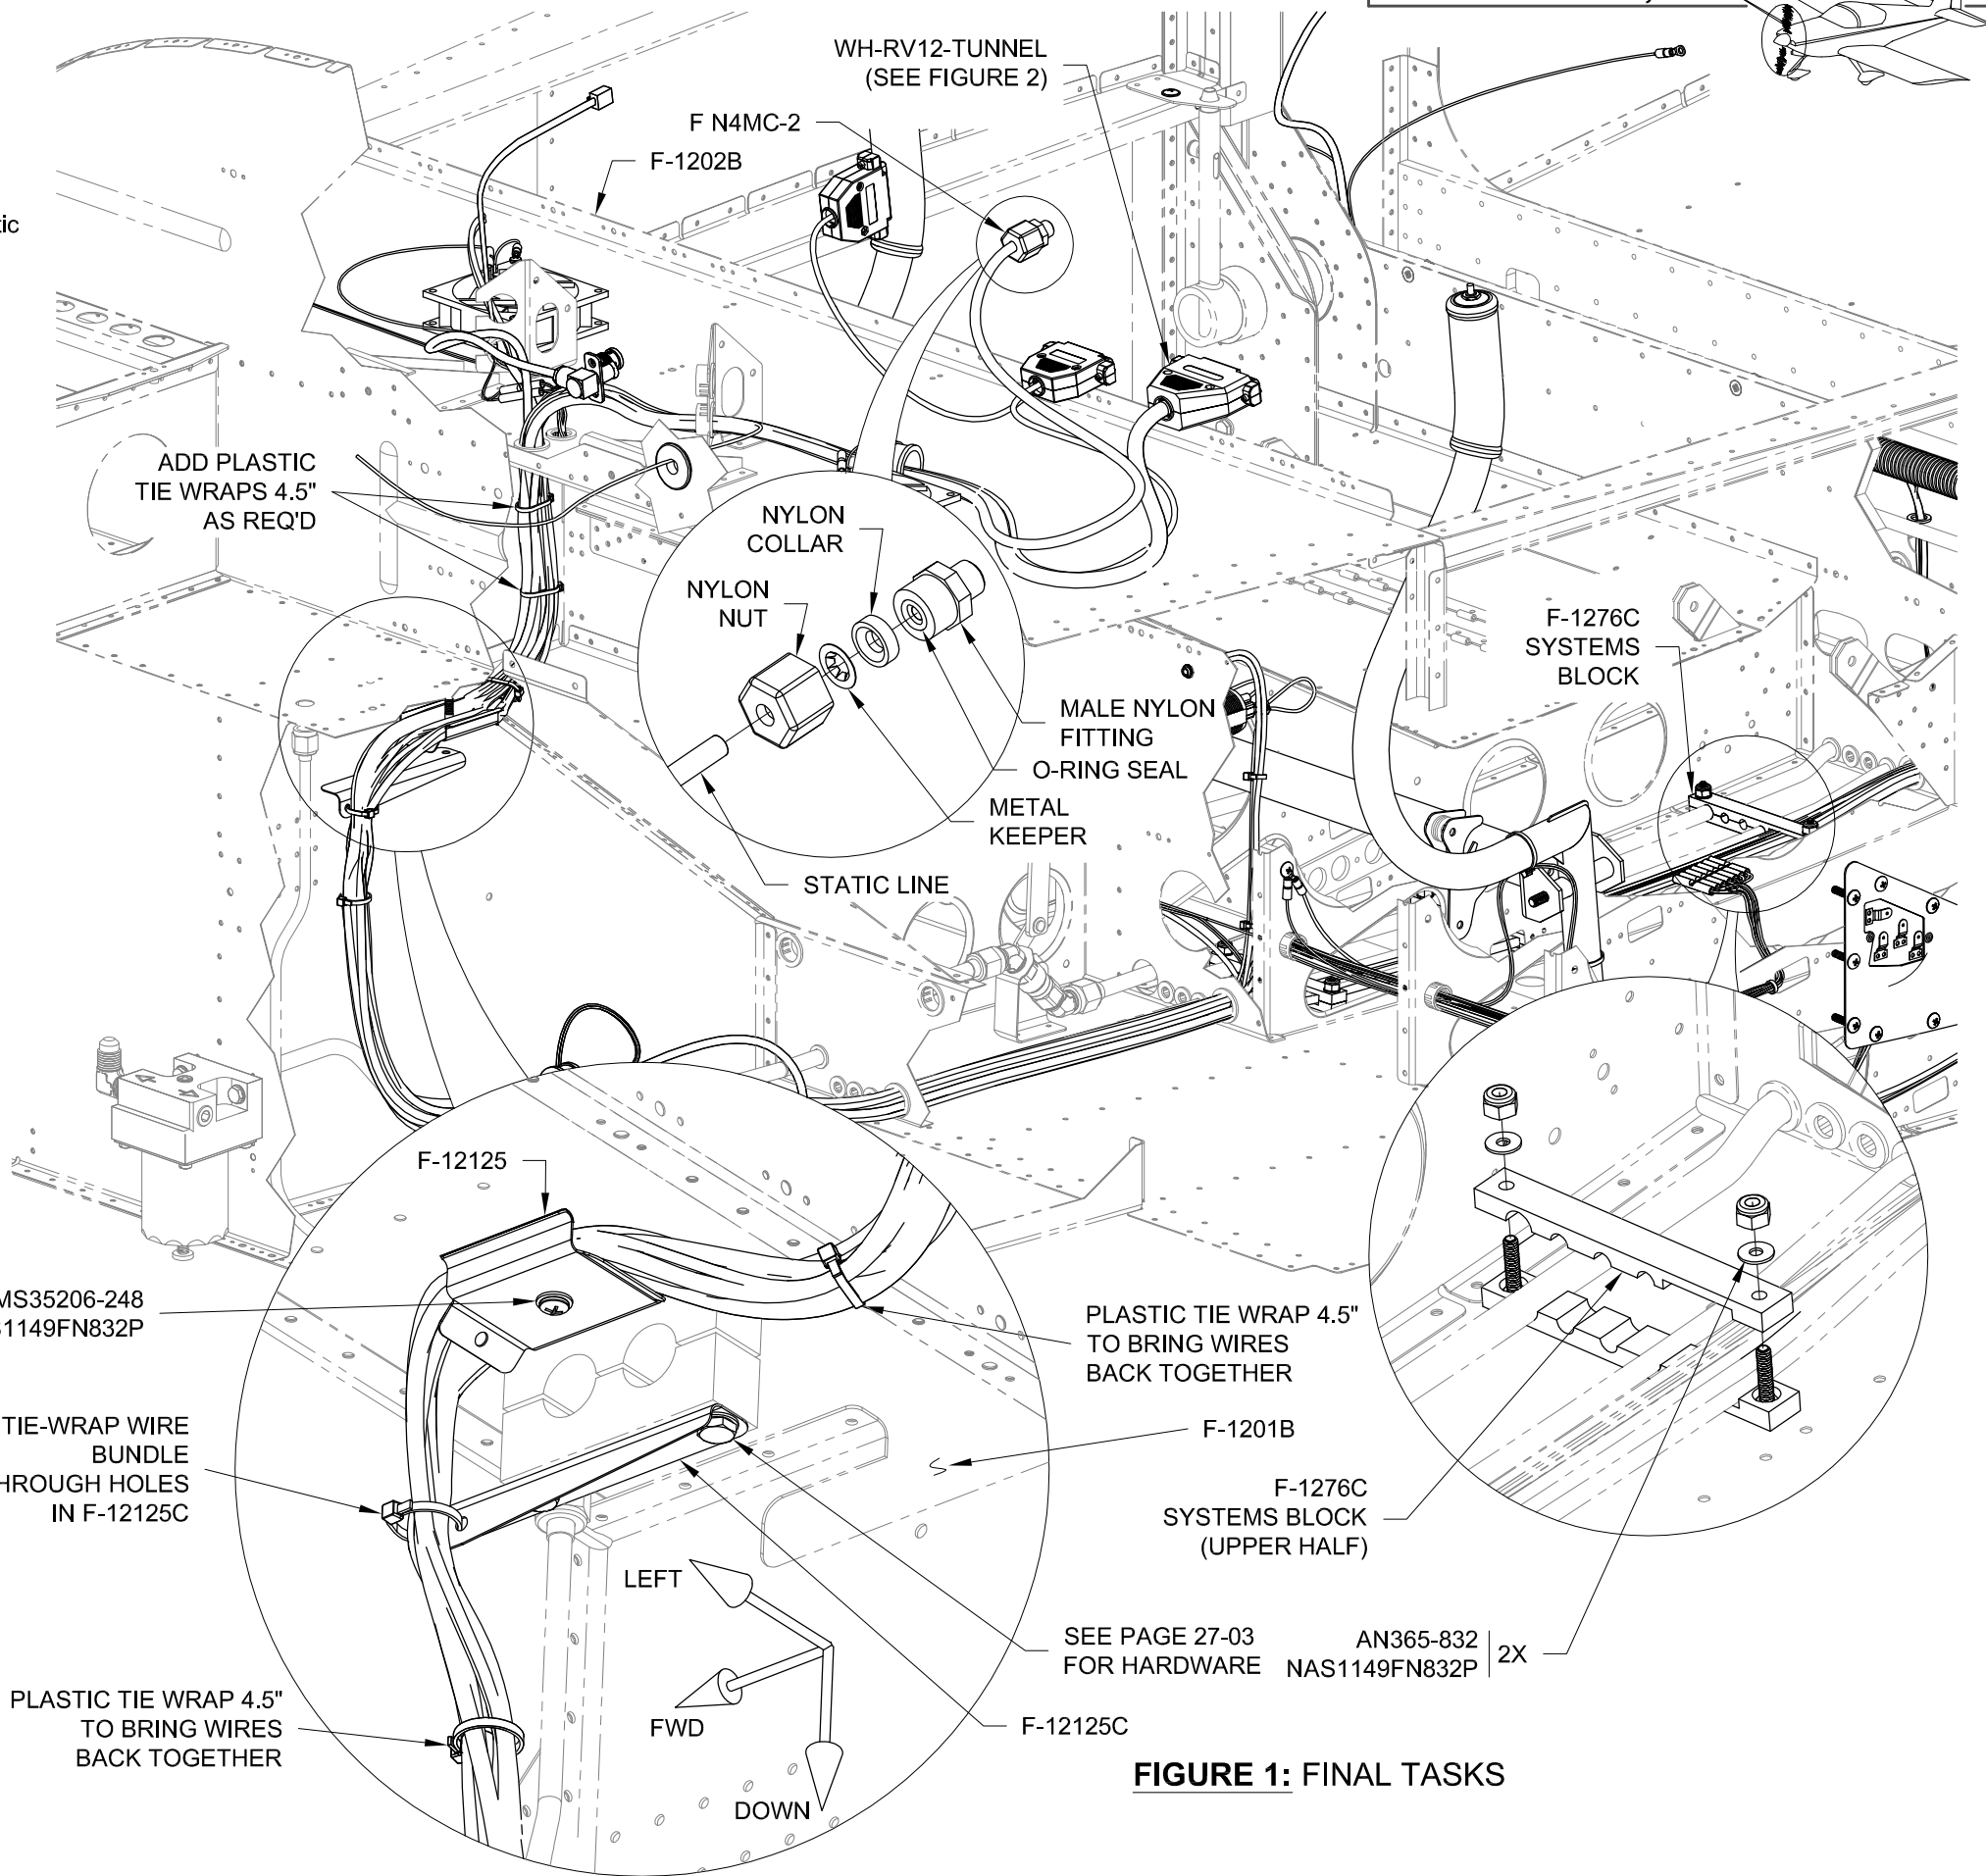 WH-RV12-TUNNEL
(SEE FIGURE 2)
F N4MC-2
F-1202B
tic
ADD PLASTIC
TIE WRAPS 4.5"
AS REQ'D
NYLON
COLLAR
NYLON
NUT
F-1276C
SYSTEMS
BLOCK
MALE NYLON
FITTING
O-RING SEAL
METAL
KEEPER
STATIC LINE
F-12125
MS35206-248
S1149FN832P
PLASTIC TIE WRAP 4.5"
TO BRING WIRES
BACK TOGETHER
TIE-WRAP WIRE
BUNDLE
HROUGH HOLES
IN F-12125C
F-1201B
F-1276C
SYSTEMS BLOCK
(UPPER HALF)
LEFT
FWD
DOWN
SEE PAGE 27-03
FOR HARDWARE
AN365-832
NAS1149FN832P
2X
F-12125C
PLASTIC TIE WRAP 4.5"
TO BRING WIRES
BACK TOGETHER
FIGURE 1: FINAL TASKS